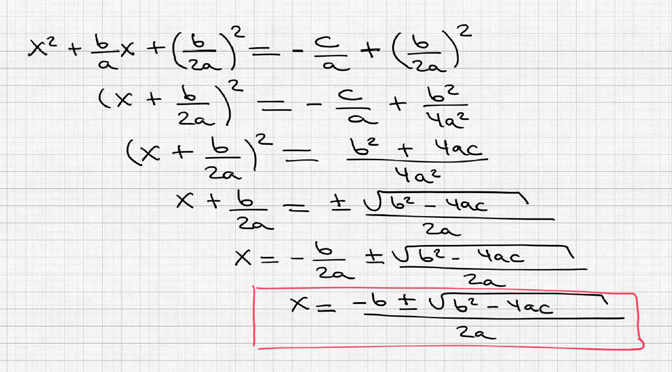 x² + b/a x + (b/2a)² = - c/a + (b/2a)²
(x + b/2a)² = - c/a + b²/4a²
(x + b/2a)² = b² + 4ac/4a²
x + b/2a = ± √b² - 4ac/2a
x = - b/2a ± √b² - 4ac/2a
x = -b ± √b² - 4ac/2a